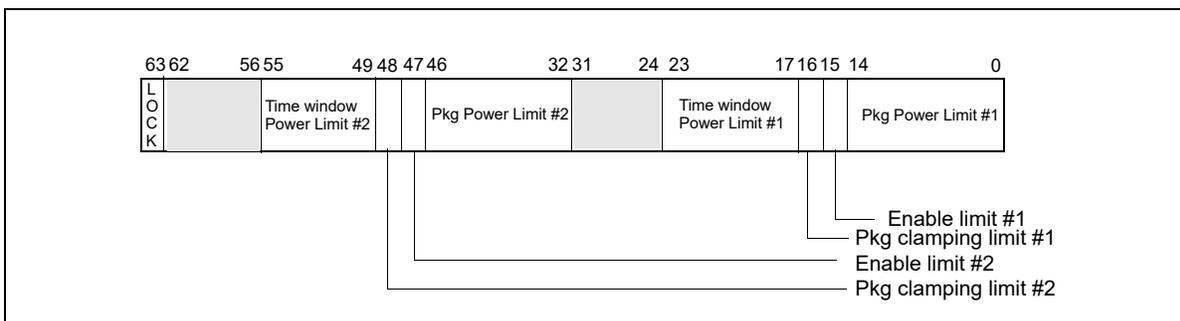 63 62 56 55 49 48 47 46 32 31 24 23 17 16 15 14 0
L
O
C
K
Time window
Power Limit #2
Pkg Power Limit #2
Time window
Power Limit #1
Pkg Power Limit #1
Enable limit #1
Pkg clamping limit #1
Enable limit #2
Pkg clamping limit #2